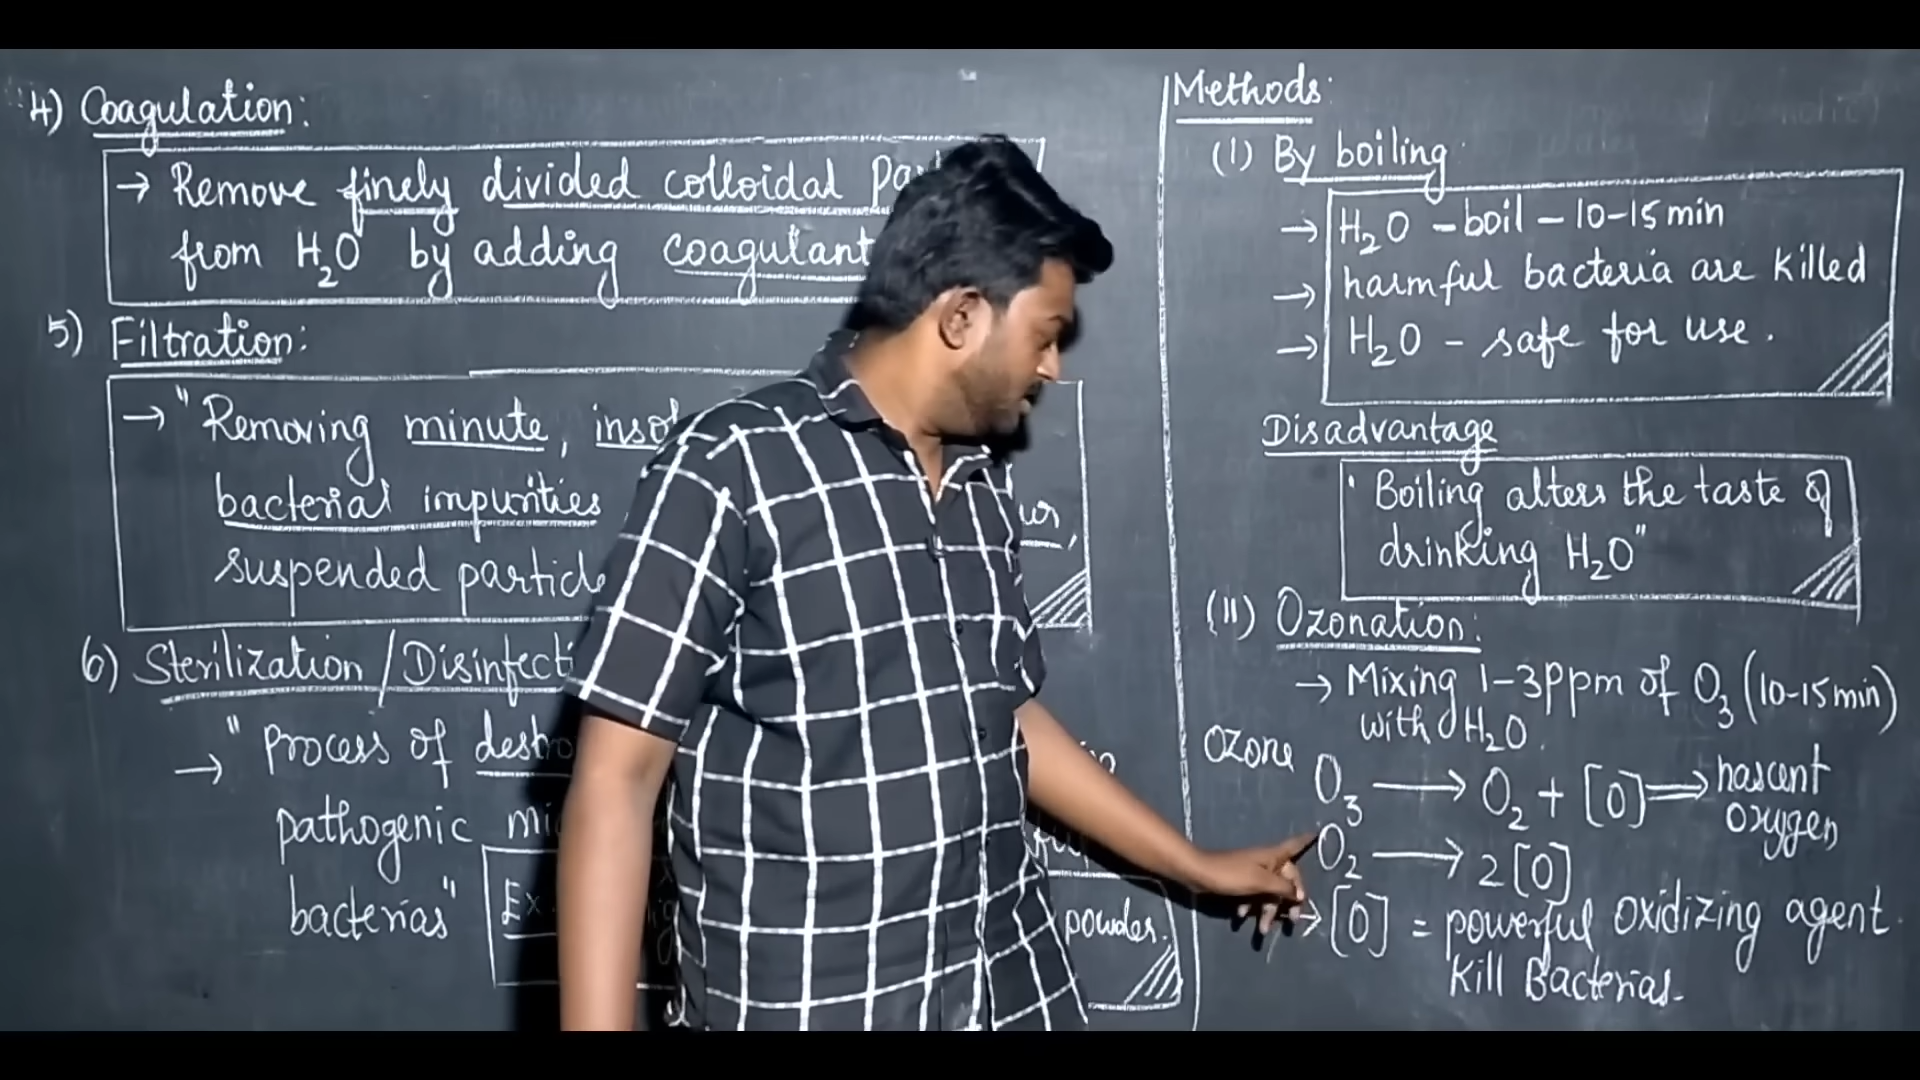 4) Coagulation:
→ Remove finely divided colloidal
from H2O by adding coagulant
5) Filtration:
→ "Removing minute,
bacterial impurities
suspended
6) Sterilization /
→ "process of
pathogenic
bacterias"
Ex
powder.
Methods:
(I) By boiling
→ H2O - boil - 10-15 min
→ harmful bacteria are killed
→ H2O - safe for use.
Disadvantage
"Boiling alters the taste of
drinking H2O"
(II) Ozonation:
→ Mixing 1-3ppm of O3 (10-15min)
with H2O.
Ozone O3 → O2 + [O] ⇒ nascent
oxygen
O2 → 2[O]
→ [O] = powerful oxidizing agent.
Kill Bacterias.